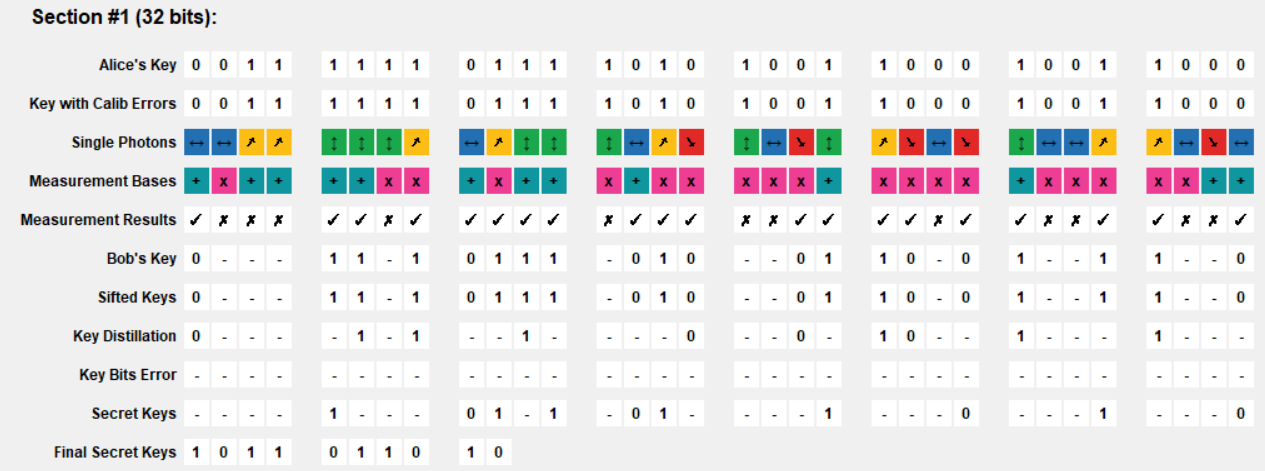 Section #1 (32 bits):
Alice's Key 0 0 1 1 1 1 1 1 0 1 1 1 1 0 1 0 1 0 0 1 1 0 0 0 1 0 0 1 1 0 0 0
Key with Calib Errors 0 0 1 1 1 1 1 1 0 1 1 1 1 0 1 0 1 0 0 1 1 0 0 0 1 0 0 1 1 0 0 0
Single Photons ↔ ↔ ↗ ↗ ↕ ↕ ↕ ↗ ↔ ↗ ↕ ↕ ↕ ↔ ↗ ↘ ↕ ↔ ↘ ↕ ↗ ↘ ↔ ↘ ↕ ↔ ↔ ↗ ↗ ↔ ↘ ↔
Measurement Bases + x + + + + x x + x + + x + x x x x x + x x x x + x x x x x + +
Measurement Results ✓ ✗ ✗ ✗ ✓ ✓ ✗ ✓ ✓ ✓ ✓ ✓ ✗ ✓ ✓ ✓ ✗ ✗ ✓ ✓ ✓ ✓ ✗ ✓ ✓ ✗ ✗ ✓ ✓ ✗ ✗ ✓
Bob's Key 0 - - - 1 1 - 1 0 1 1 1 - 0 1 0 - - 0 1 1 0 - 0 1 - - 1 1 - - 0
Sifted Keys 0 - - - 1 1 - 1 0 1 1 1 - 0 1 0 - - 0 1 1 0 - 0 1 - - 1 1 - - 0
Key Distillation 0 - - - - 1 - 1 - - 1 - - - - 0 - - 0 - 1 0 - - 1 - - - 1 - - -
Key Bits Error - - - - - - - - - - - - - - - - - - - - - - - - - - - - - - - -
Secret Keys - - - - 1 - - - 0 1 - 1 - 0 1 - - - - 1 - - - 0 - - - 1 - - - 0
Final Secret Keys 1 0 1 1 0 1 1 0 1 0